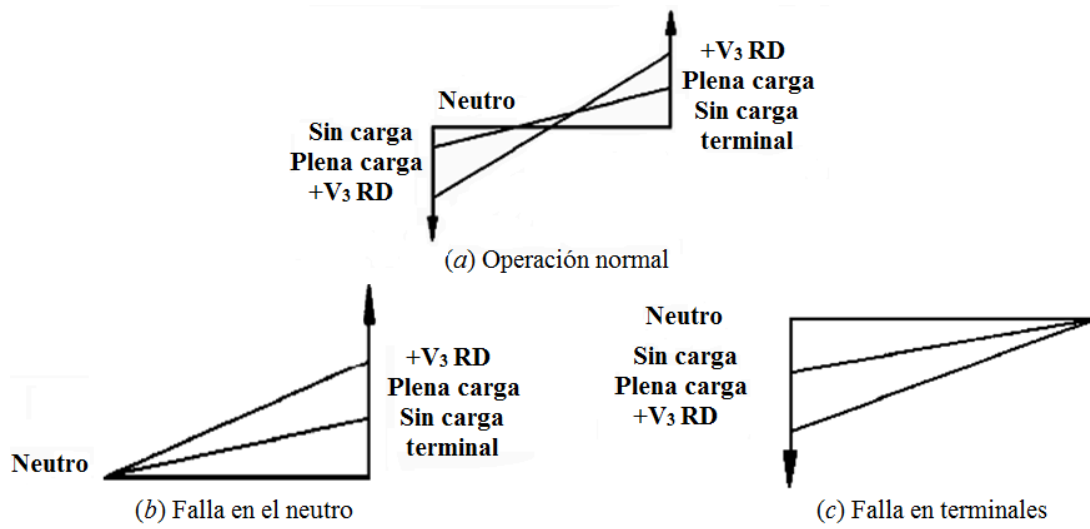 +V₃ RD
Plena carga
Sin carga
terminal
Neutro
Sin carga
Plena carga
+V₃ RD
(a) Operación normal
+V₃ RD
Plena carga
Sin carga
terminal
Neutro
(b) Falla en el neutro
Neutro
Sin carga
Plena carga
+V₃ RD
(c) Falla en terminales